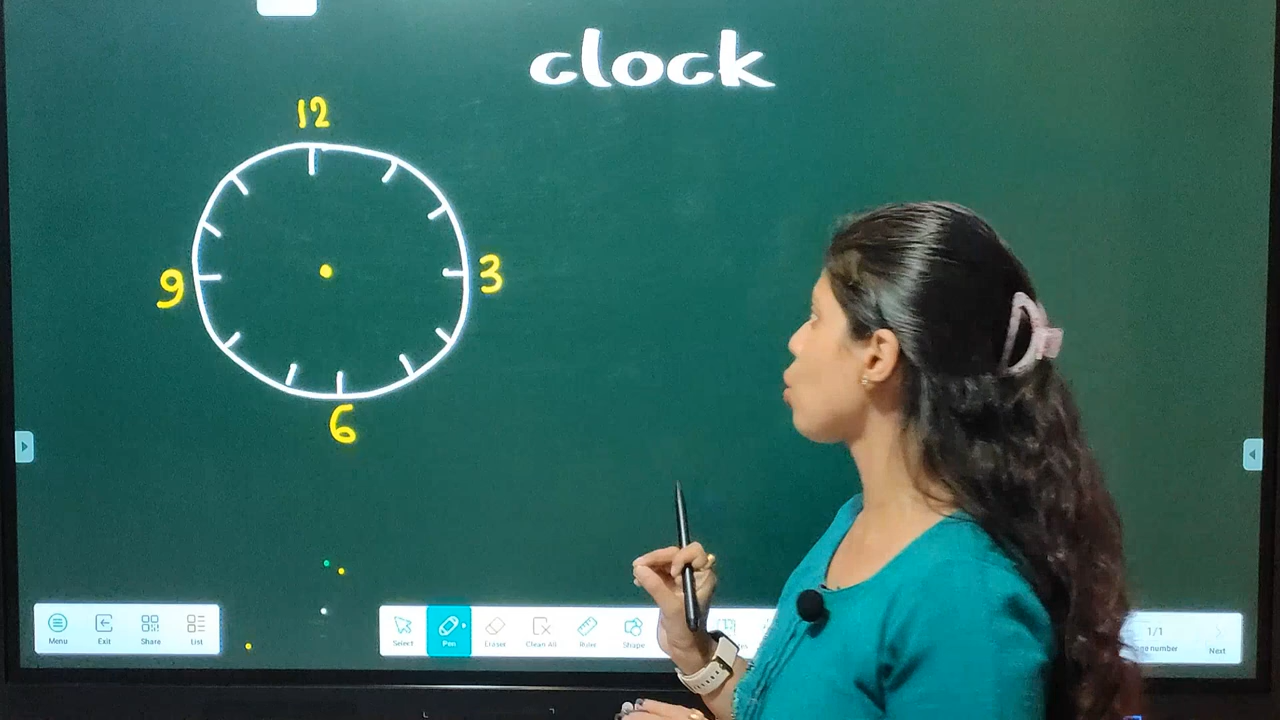 clock
12
9
3
6
Menu
Exit
Share
List
Select
Pen
Eraser
Clean All
Ruler
Shape
1/1
number
Next